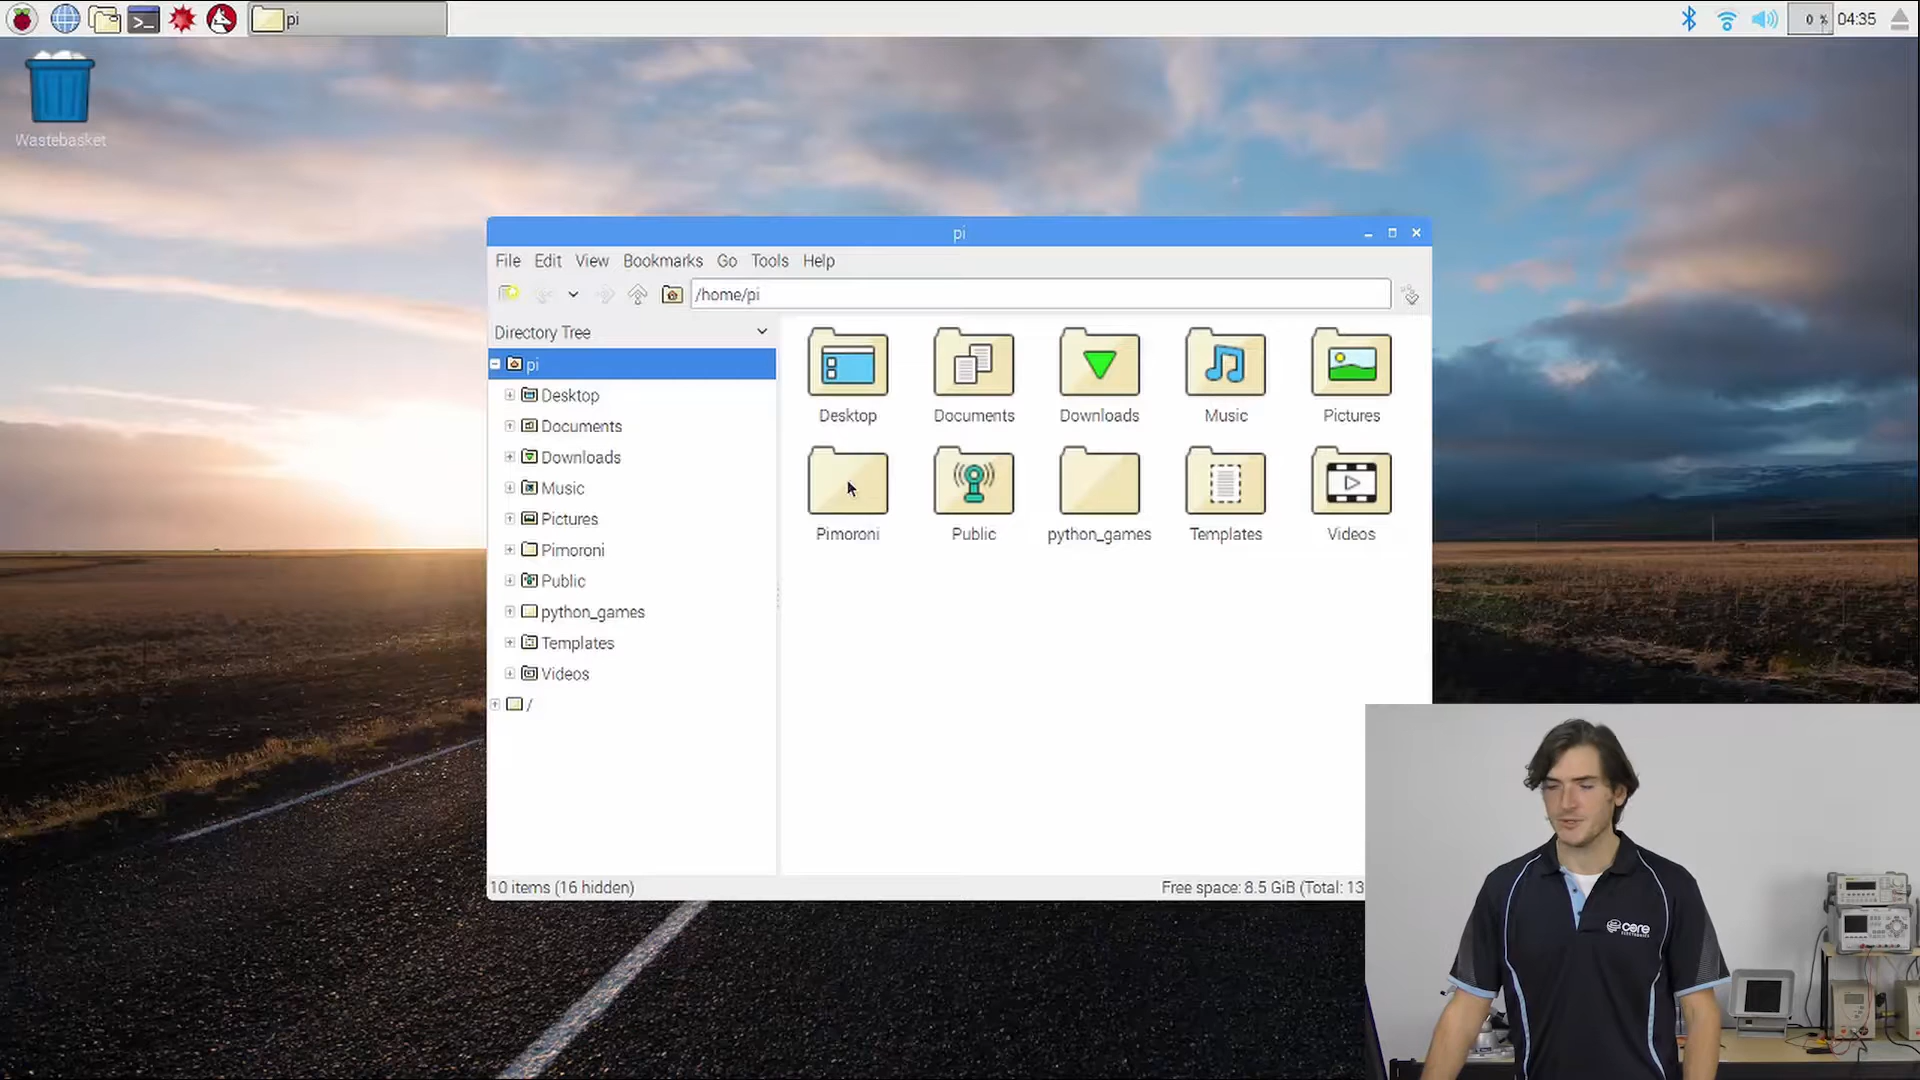 pi
0 %
04:35
Wastebasket
pi
File Edit View Bookmarks Go Tools Help
/home/pi
Directory Tree
pi
Desktop
Documents
Downloads
Music
Pictures
Pimoroni
Public
python_games
Templates
Videos
/
Desktop
Documents
Downloads
Music
Pictures
Pimoroni
Public
python_games
Templates
Videos
10 items (16 hidden)
Free space: 8.5 GiB (Total: 13
core
ELECTRONICS